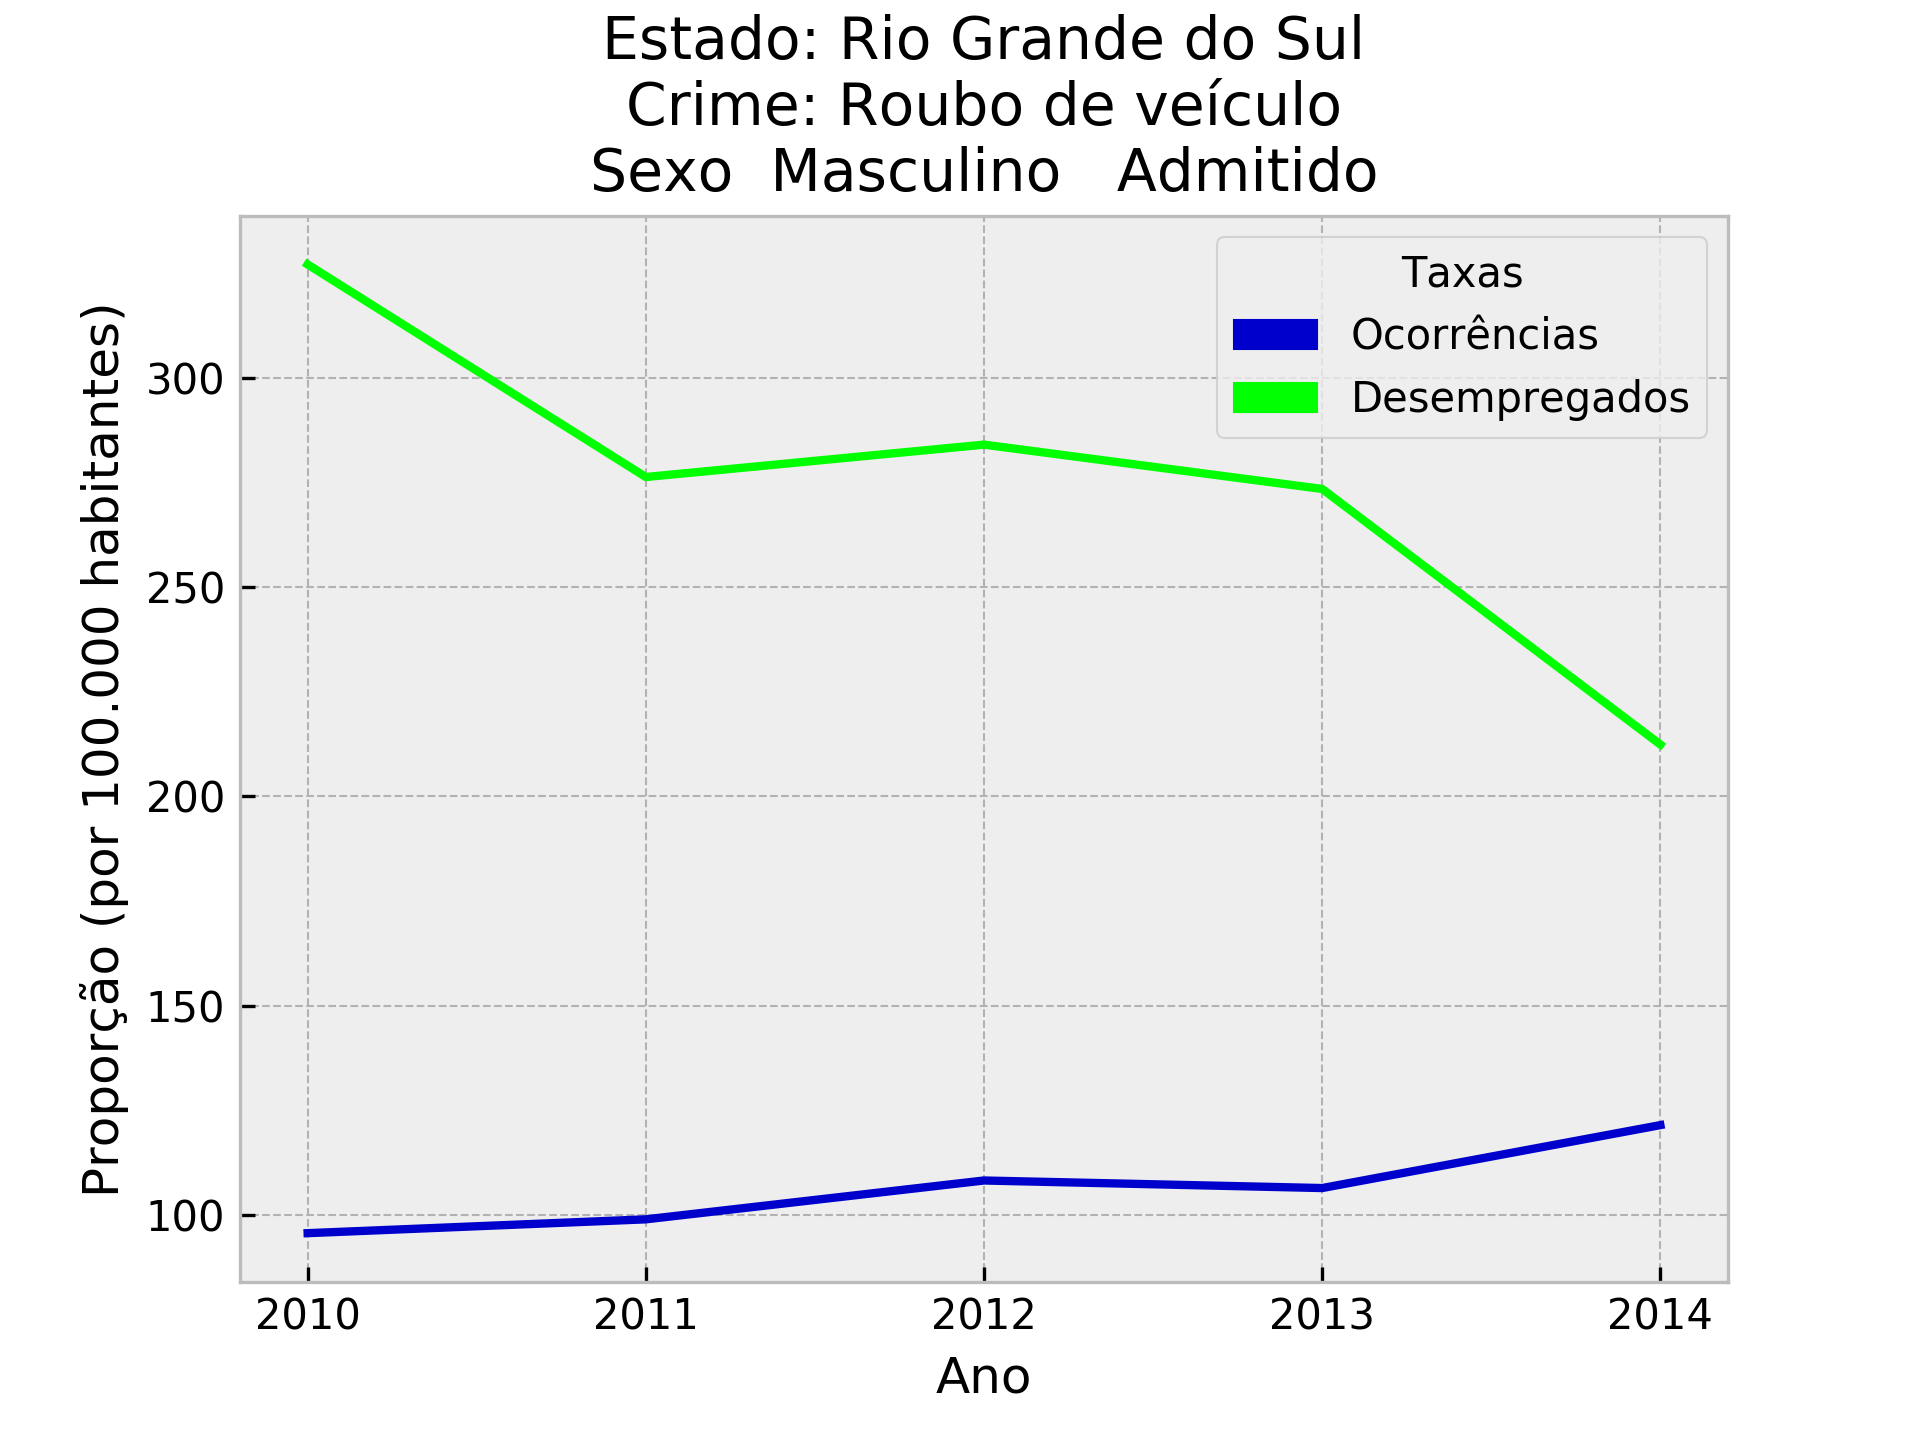 Estado: Rio Grande do Sul
Crime: Roubo de veículo
Sexo  Masculino   Admitido
Taxas
Ocorrências
Desempregados
Proporção (por 100.000 habitantes)
300
250
200
150
100
2010 2011 2012 2013 2014
Ano